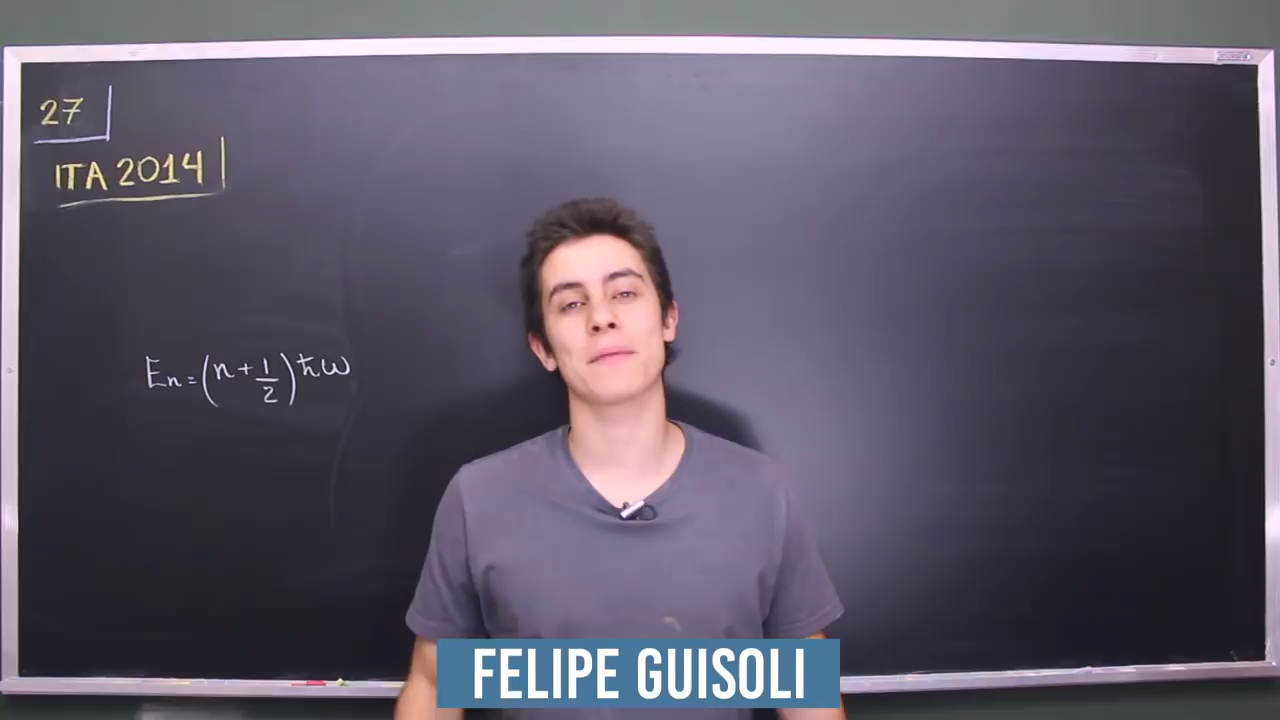 27
ITA 2014
En = (n + 1/2) ħω
FELIPE GUISOLI